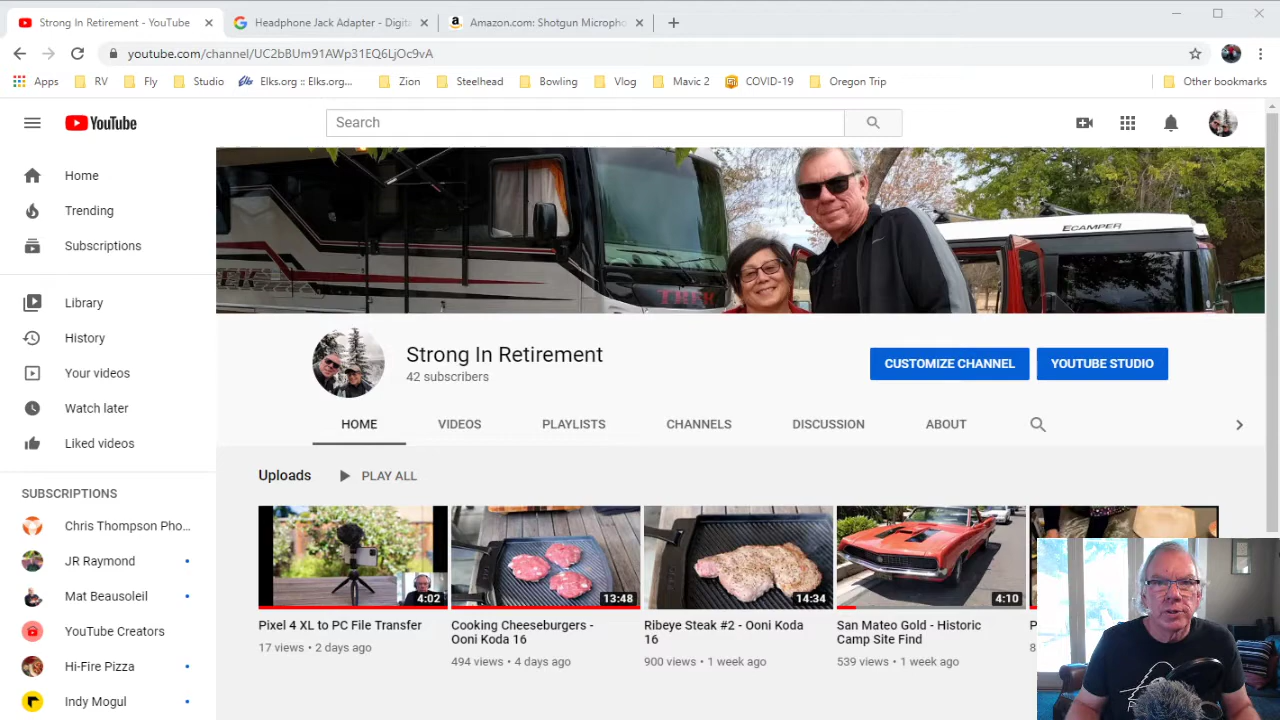 Strong In Retirement - YouTube
Headphone Jack Adapter - Digita
Amazon.com: Shotgun Micropho
youtube.com/channel/UC2bBUm91AWp31EQ6LjOc9vA
Apps RV Fly Studio Elks.org :: Elks.org... Zion Steelhead Bowling Vlog Mavic 2 COVID-19 Oregon Trip Other bookmarks
YouTube
Search
Home
Trending
Subscriptions
Library
History
Your videos
Watch later
Liked videos
SUBSCRIPTIONS
Chris Thompson Pho...
JR Raymond
Mat Beausoleil
YouTube Creators
Hi-Fire Pizza
Indy Mogul
TREK
ECAMPER
Strong In Retirement
42 subscribers
CUSTOMIZE CHANNEL
YOUTUBE STUDIO
HOME VIDEOS PLAYLISTS CHANNELS DISCUSSION ABOUT
Uploads PLAY ALL
4:02
13:48
14:34
4:10
Pixel 4 XL to PC File Transfer
17 views • 2 days ago
Cooking Cheeseburgers -
Ooni Koda 16
494 views • 4 days ago
Ribeye Steak #2 - Ooni Koda
16
900 views • 1 week ago
San Mateo Gold - Historic
Camp Site Find
539 views • 1 week ago